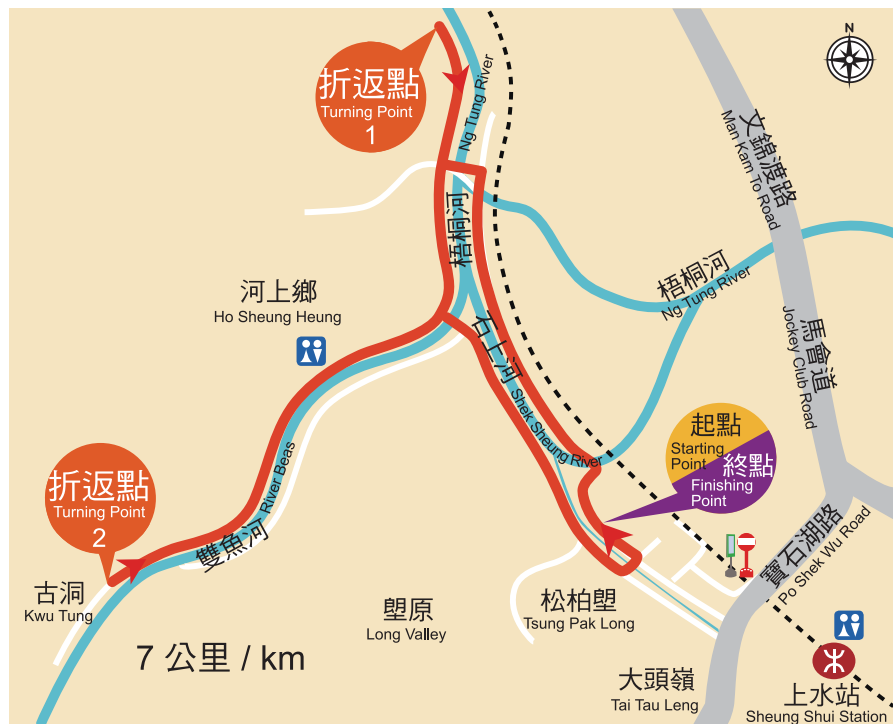 折返點
Turning Point
1
Ng Tung River
文錦渡路
Man Kam To Road
梧桐河
梧桐河
Ng Tung River
河上鄉
Ho Sheung Heung
石上河
Shek Sheung River
馬會道
Jockey Club Road
起點
Starting
Point
終點
Finishing
Point
折返點
Turning Point
2
River Beas
雙魚河
寶石湖路
Po Shek Wu Road
古洞
Kwu Tung
塱原
Long Valley
松柏塱
Tsung Pak Long
7 公里 / km
大頭嶺
Tai Tau Leng
上水站
Sheung Shui Station